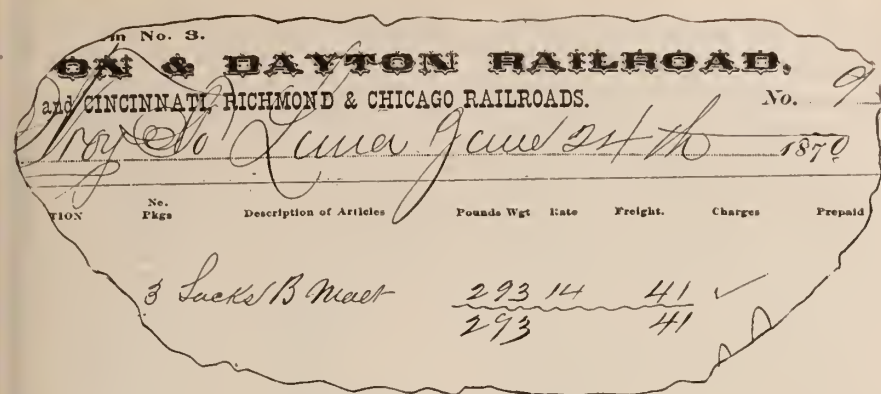 m No. 3.
ON & DAYTON RAILROAD,
and CINCINNATI, RICHMOND & CHICAGO RAILROADS. No. 9
Troy To Lima June 24th 1870
TION No. Pkgs Description of Articles Pounds Wgt Rate Freight. Charges Prepaid
3 Sacks B Malt 293 14 41 ✓
293 41